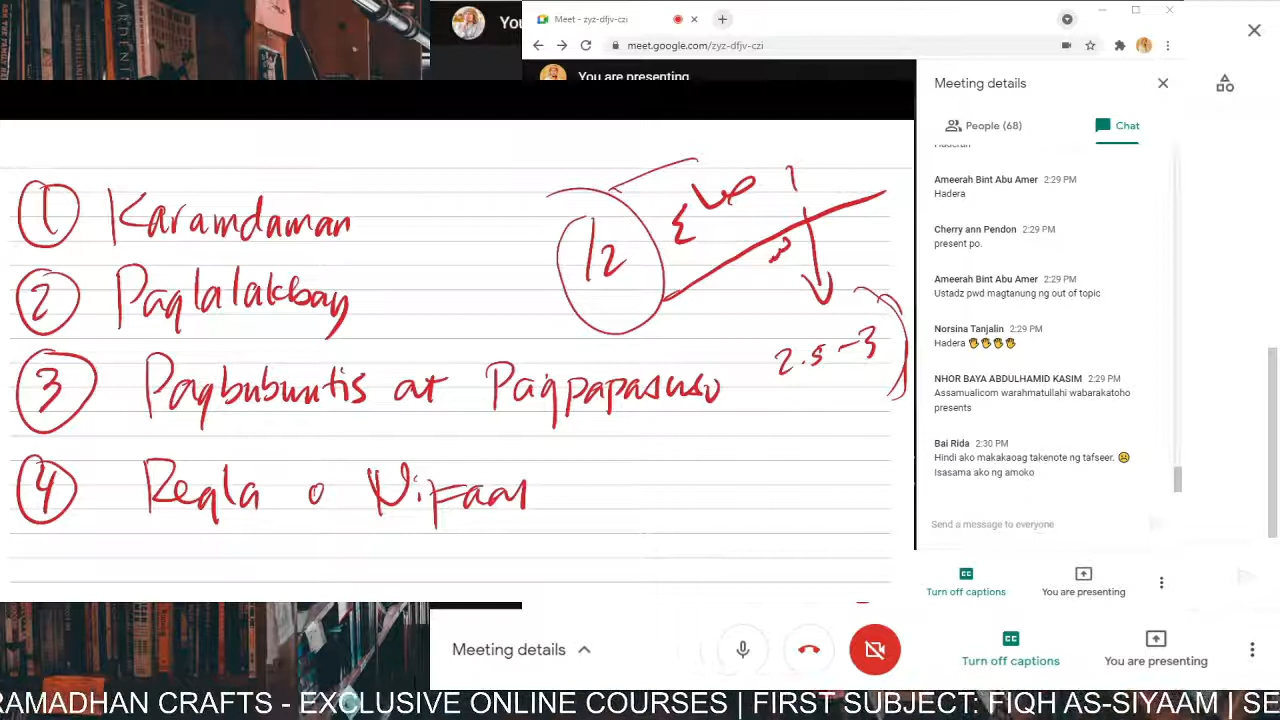 You
Meet - zyz-dfjv-czi
meet.google.com/zyz-dfjv-czi
You are presenting
Meeting details
People (68)
Chat
Ameerah Bint Abu Amer 2:29 PM
Hadera
Cherry ann Pendon 2:29 PM
present po.
Ameerah Bint Abu Amer 2:29 PM
Ustadz pwd magtanung ng out of topic
Norsina Tanjalin 2:29 PM
Hadera 🖐🖐🖐🖐
NHOR BAYA ABDULHAMID KASIM 2:29 PM
Assamualicom warahmatullahi wabarakatoho
presents
Bai Rida 2:30 PM
Hindi ako makakaoag takenote ng tafseer. ☹️
Isasama ako ng amoko
Send a message to everyone
Turn off captions
You are presenting
1 Karamdaman
2 Paglalakbay
3 Pagbubuntis at Pagpapasuso
4 Regla o Nifaas
12
2.5-3
Meeting details
Turn off captions
You are presenting
RAMADHAN CRAFTS - EXCLUSIVE ONLINE COURSES | FIRST SUBJECT: FIQH AS-SIYAAM | SE